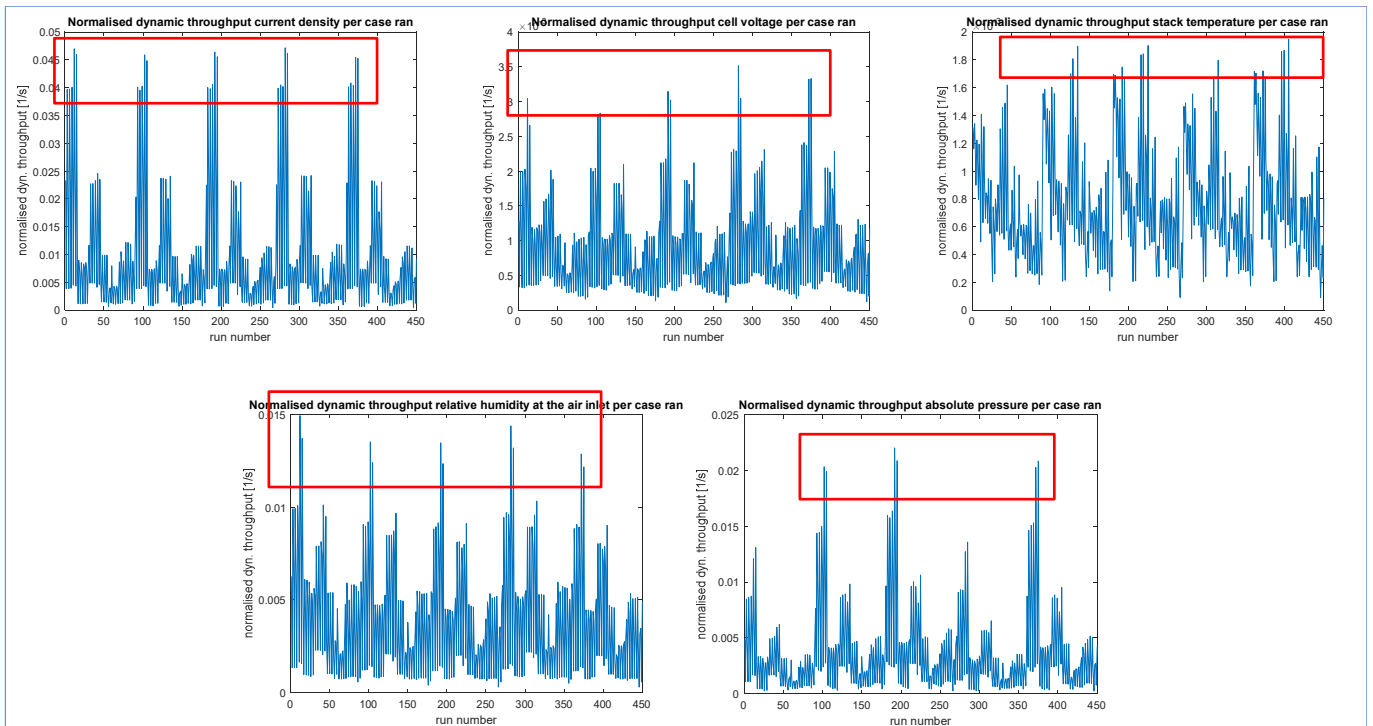 Normalised dynamic throughput current density per case ran
normalised dyn. throughput [1/s]
0.05
0.045
0.04
0.035
0.03
0.025
0.02
0.015
0.01
0.005
0
0 50 100 150 200 250 300 350 400 450
run number
Normalised dynamic throughput cell voltage per case ran
normalised dyn. throughput [1/s]
4
3.5
3
2.5
2
1.5
1
0.5
0
0 50 100 150 200 250 300 350 400 450
run number
Normalised dynamic throughput stack temperature per case ran
normalised dyn. throughput [1/s]
2
1.8
1.6
1.4
1.2
1
0.8
0.6
0.4
0.2
0
0 50 100 150 200 250 300 350 400 450
run number
Normalised dynamic throughput relative humidity at the air inlet per case ran
normalised dyn. throughput [1/s]
0.015
0.01
0.005
0
0 50 100 150 200 250 300 350 400 450
run number
Normalised dynamic throughput absolute pressure per case ran
normalised dyn. throughput [1/s]
0.025
0.02
0.015
0.01
0.005
0
0 50 100 150 200 250 300 350 400 450
run number